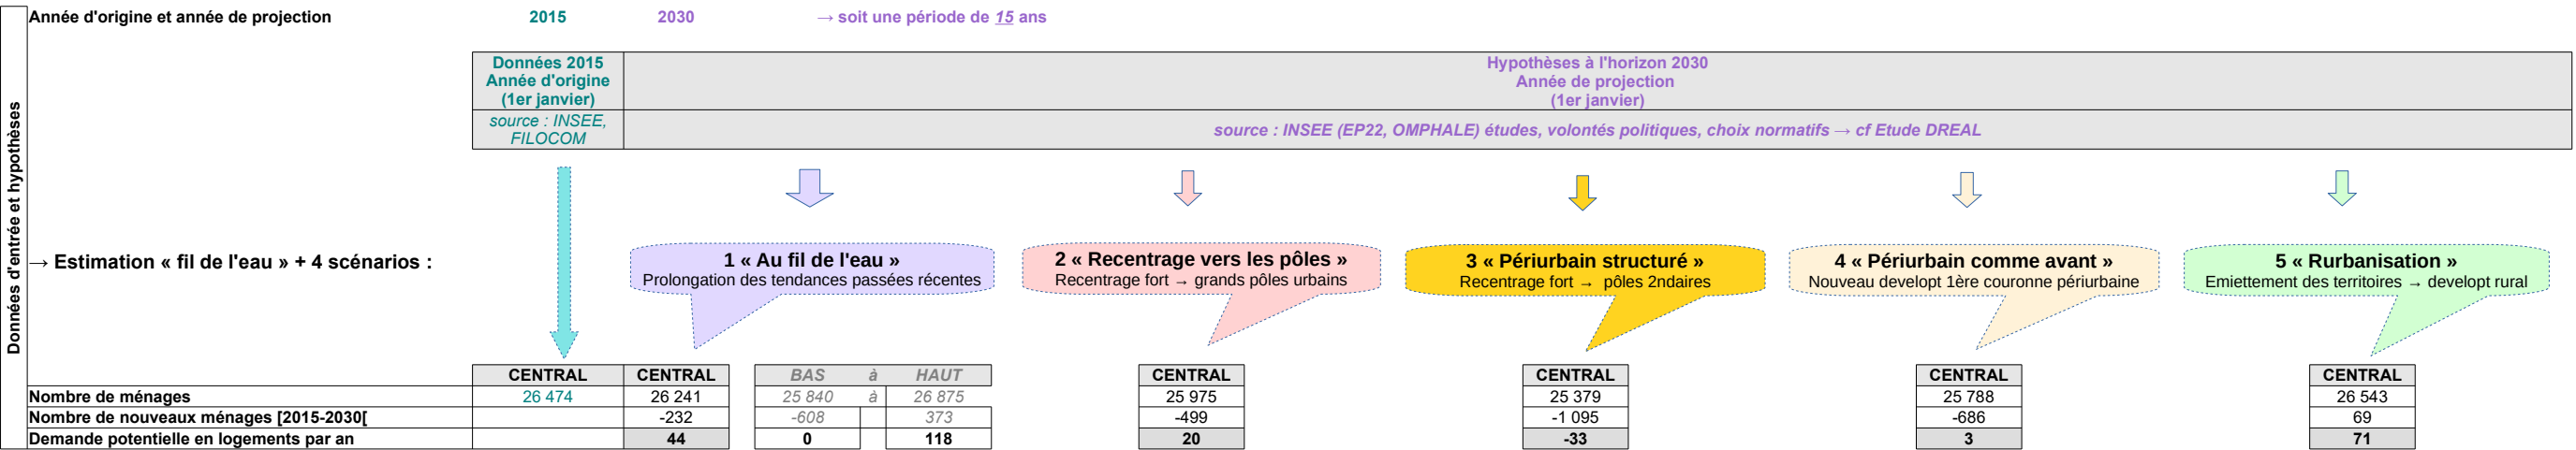 Année d'origine et année de projection 2015 2030 → soit une période de 15 ans
Données d'entrée et hypothèses
Données 2015
Année d'origine
(1er janvier)
Hypothèses à l'horizon 2030
Année de projection
(1er janvier)
source : INSEE,
FILOCOM
source : INSEE (EP22, OMPHALE) études, volontés politiques, choix normatifs → cf Etude DREAL
→ Estimation « fil de l'eau » + 4 scénarios :
1 « Au fil de l'eau »
Prolongation des tendances passées récentes
2 « Recentrage vers les pôles »
Recentrage fort → grands pôles urbains
3 « Périurbain structuré »
Recentrage fort → pôles 2ndaires
4 « Périurbain comme avant »
Nouveau developt 1ère couronne périurbaine
5 « Rurbanisation »
Emiettement des territoires → developt rural
CENTRAL CENTRAL BAS à HAUT CENTRAL CENTRAL CENTRAL CENTRAL
Nombre de ménages 26 474 26 241 25 840 à 26 875 25 975 25 379 25 788 26 543
Nombre de nouveaux ménages [2015-2030[ -232 -608 373 -499 -1 095 -686 69
Demande potentielle en logements par an 44 0 118 20 -33 3 71